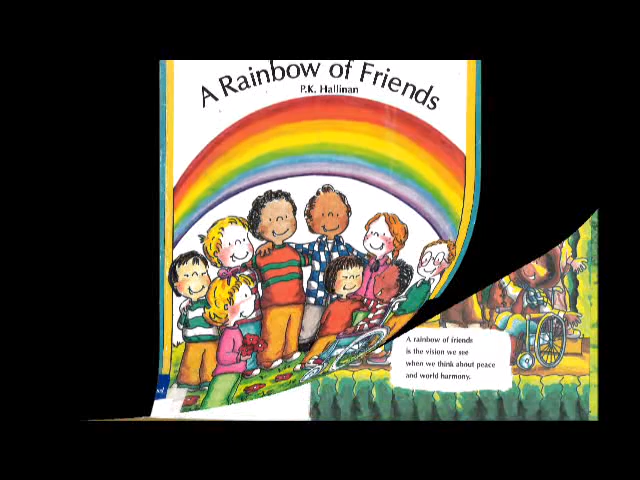 A Rainbow of Friends
P.K. Hallinan
A rainbow of friends
is the vision we see
when we think about peace
and world harmony.